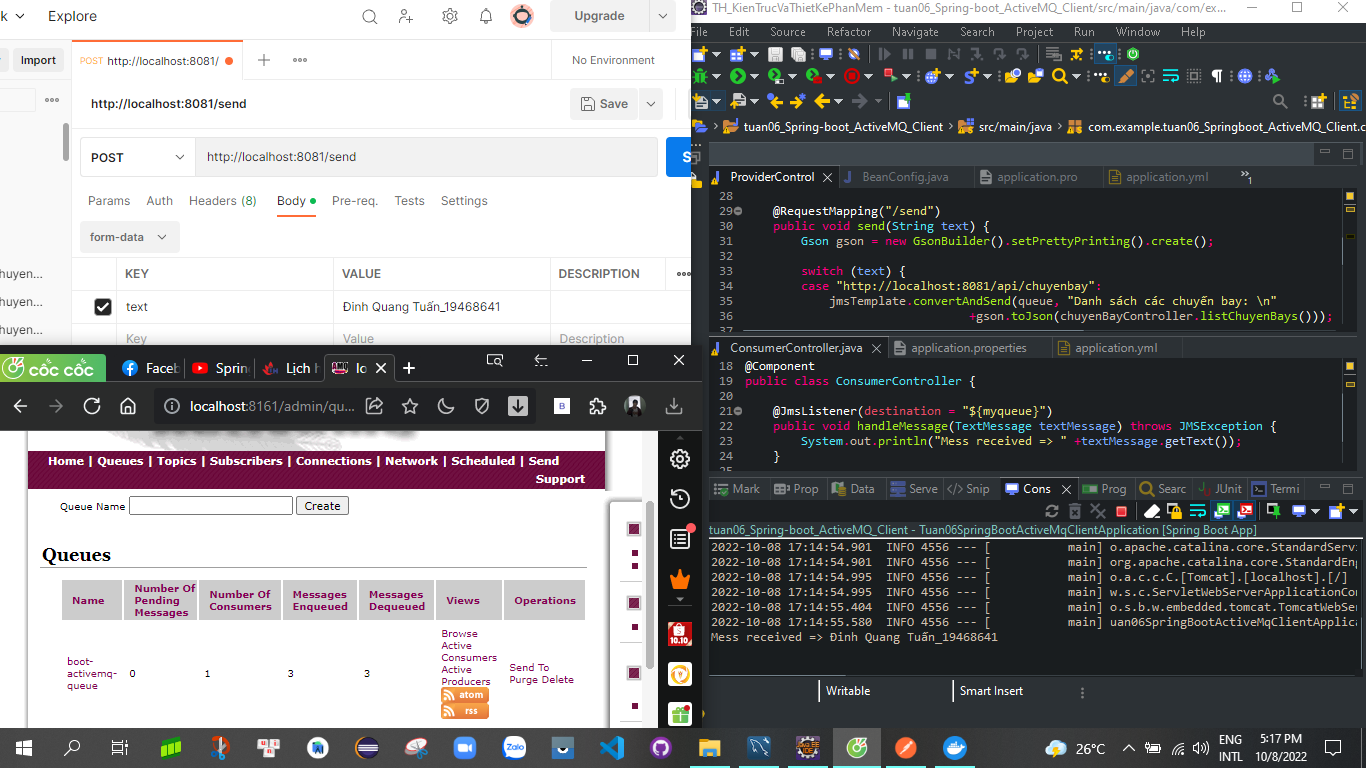 k Explore Upgrade
Import POST http://localhost:8081/ No Environment
http://localhost:8081/send Save
POST http://localhost:8081/send S
Params Auth Headers (8) Body Pre-req. Tests Settings
form-data
KEY VALUE DESCRIPTION
text Đinh Quang Tuấn_19468641
Key Value Description
huyen...
huyen...
huyen...
TH_KienTrucVaThietKePhanMem - tuan06_Spring-boot_ActiveMQ_Client/src/main/java/com/ex...
File Edit Source Refactor Navigate Search Project Run Window Help
tuan06_Spring-boot_ActiveMQ_Client src/main/java com.example.tuan06_Springboot_ActiveMQ_Client.c
ProviderControl BeanConfig.java application.pro application.yml »1
28
29 @RequestMapping("/send")
30 public void send(String text) {
31 Gson gson = new GsonBuilder().setPrettyPrinting().create();
32
33 switch (text) {
34 case "http://localhost:8081/api/chuyenbay":
35 jmsTemplate.convertAndSend(queue, "Danh sách các chuyến bay: \n"
36 +gson.toJson(chuyenBayController.listChuyenBays()));
37
ConsumerController.java application.properties application.yml
18 @Component
19 public class ConsumerController {
20
21 @JmsListener(destination = "${myqueue}")
22 public void handleMessage(TextMessage textMessage) throws JMSException {
23 System.out.println("Mess received => " +textMessage.getText());
24 }
25
Mark Prop Data Serve Snip Cons Prog Searc JUnit Termi
tuan06_Spring-boot_ActiveMQ_Client - Tuan06SpringBootActiveMqClientApplication [Spring Boot App]
2022-10-08 17:14:54.901 INFO 4556 --- [ main] o.apache.catalina.core.StandardServi
2022-10-08 17:14:54.901 INFO 4556 --- [ main] org.apache.catalina.core.StandardEng
2022-10-08 17:14:54.995 INFO 4556 --- [ main] o.a.c.c.C.[Tomcat].[localhost].[/]
2022-10-08 17:14:54.995 INFO 4556 --- [ main] w.s.c.ServletWebServerApplicationCon
2022-10-08 17:14:55.404 INFO 4556 --- [ main] o.s.b.w.embedded.tomcat.TomcatWebSer
2022-10-08 17:14:55.580 INFO 4556 --- [ main] uan06SpringBootActiveMqClientApplica
Mess received => Đinh Quang Tuấn_19468641
Writable Smart Insert
cốc cốc Faceb Sprin Lịch h lo
localhost:8161/admin/qu...
Home | Queues | Topics | Subscribers | Connections | Network | Scheduled | Send
Support
Queue Name Create
Queues
Name Number Of Pending Messages Number Of Consumers Messages Enqueued Messages Dequeued Views Operations
boot-activemq-queue 0 1 3 3 Browse Active Consumers Active Producers atom rss Send To Purge Delete
10.10
Zalo
26°C ENG INTL 5:17 PM 10/8/2022